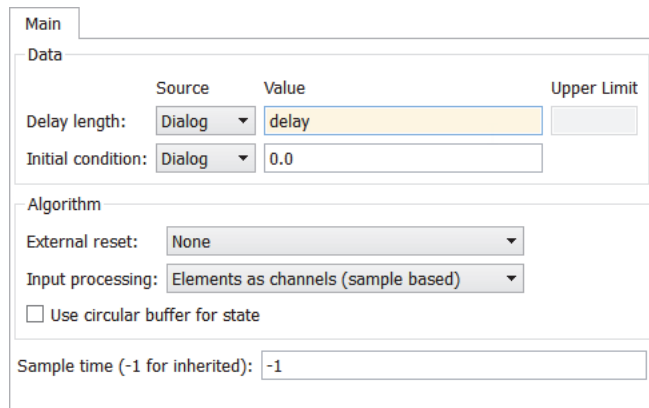 Main
Data
Source Value Upper Limit
Delay length: Dialog delay
Initial condition: Dialog 0.0
Algorithm
External reset: None
Input processing: Elements as channels (sample based)
Use circular buffer for state
Sample time (-1 for inherited): -1